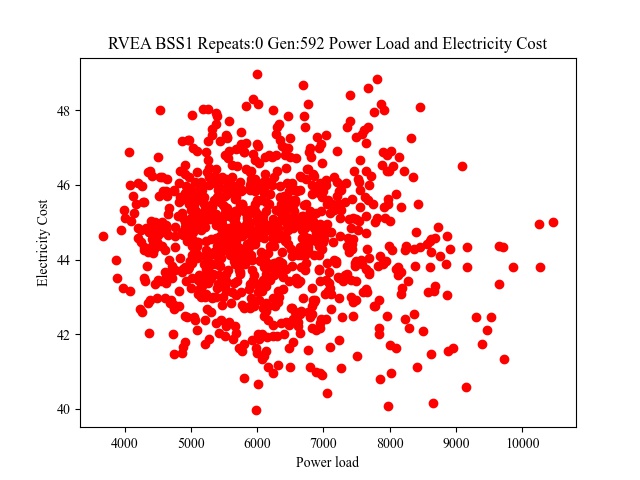 RVEA BSS1 Repeats:0 Gen:592 Power Load and Electricity Cost
48
46
44
42
40
Electricity Cost
4000 5000 6000 7000 8000 9000 10000
Power load